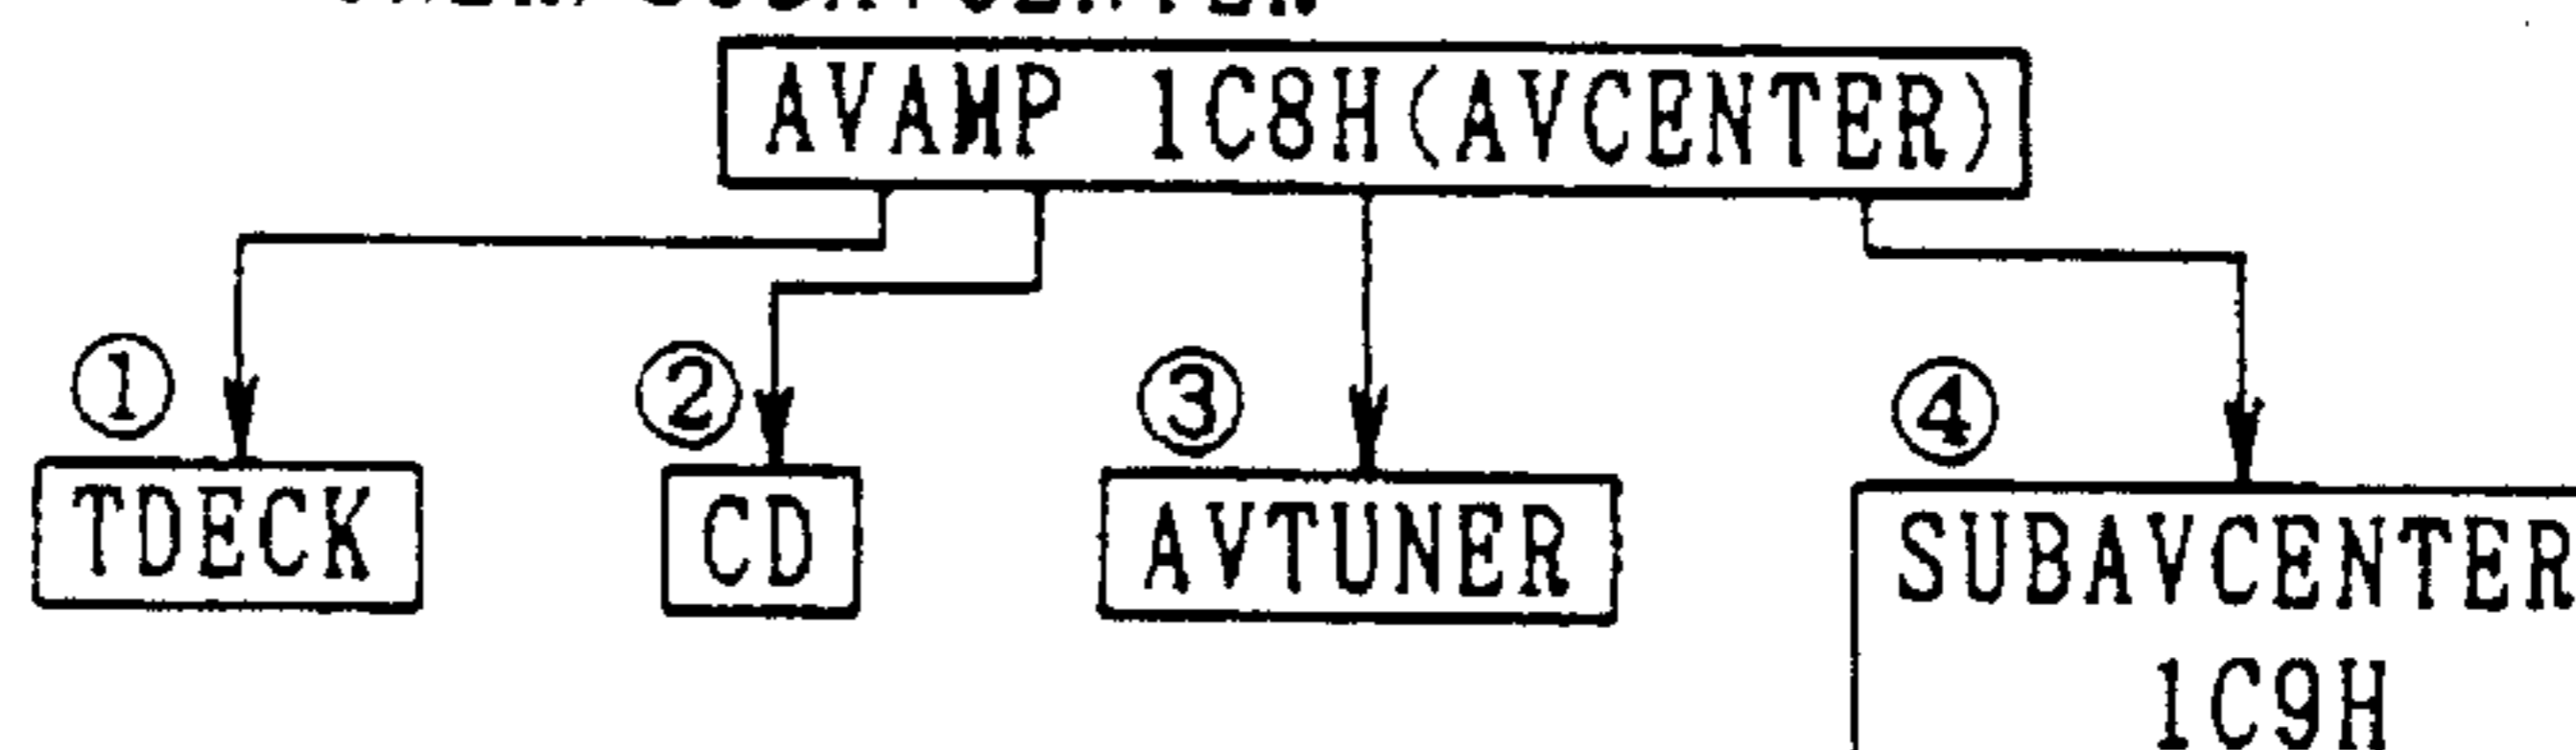 AVAMP 1C8H(AVCENTER)
① ② ③ ④
TDECK CD AVTUNER SUBAVCENTER
1C9H